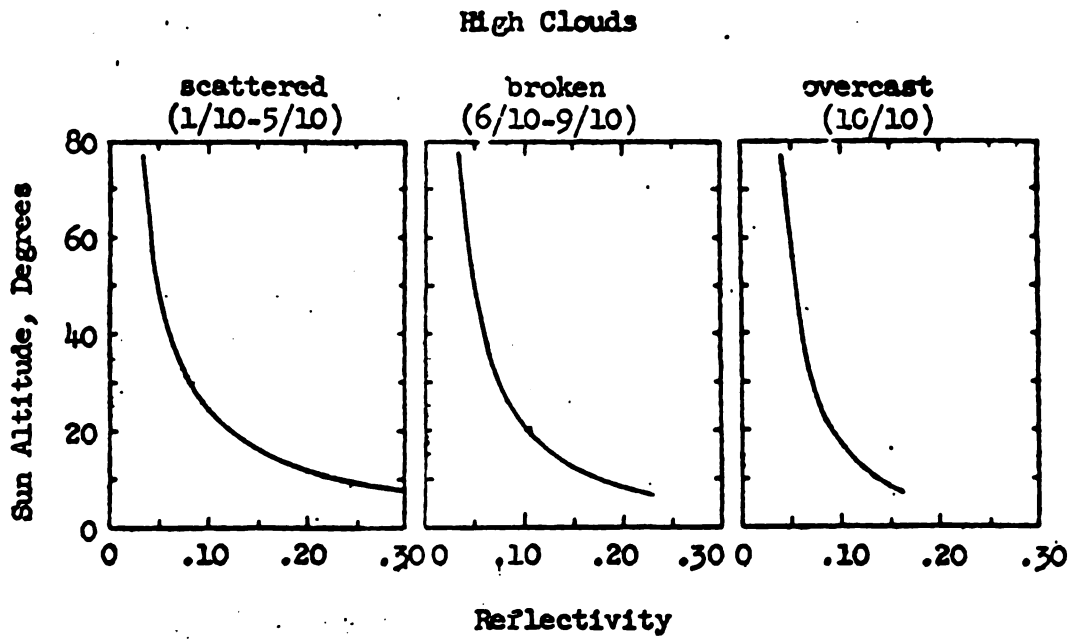 High Clouds
scattered
(1/10-5/10)
broken
(6/10-9/10)
overcast
(10/10)
Sun Altitude, Degrees
80
60
40
20
0
0 .10 .20 .30
0 .10 .20 .30
0 .10 .20 .30
Reflectivity